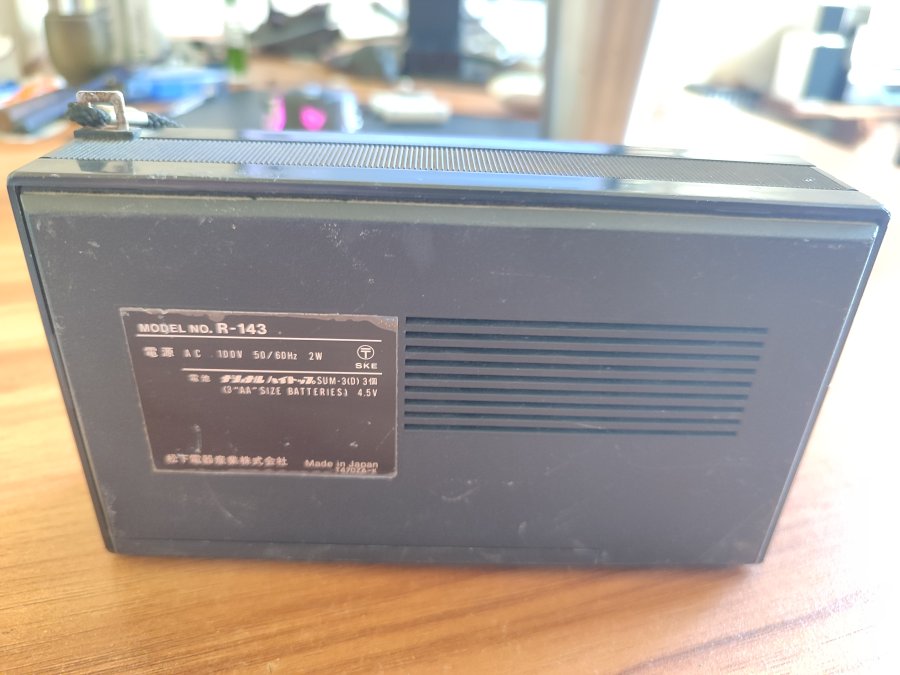 MODEL NO. R-143
電源 AC 100V 50/60Hz 2W 〒
SKE
電池 ナショナル ハイトップ SUM-3(D) 3個
(3"AA"SIZE BATTERIES) 4.5V
松下電器産業株式会社 Made in Japan
T470ZA-K